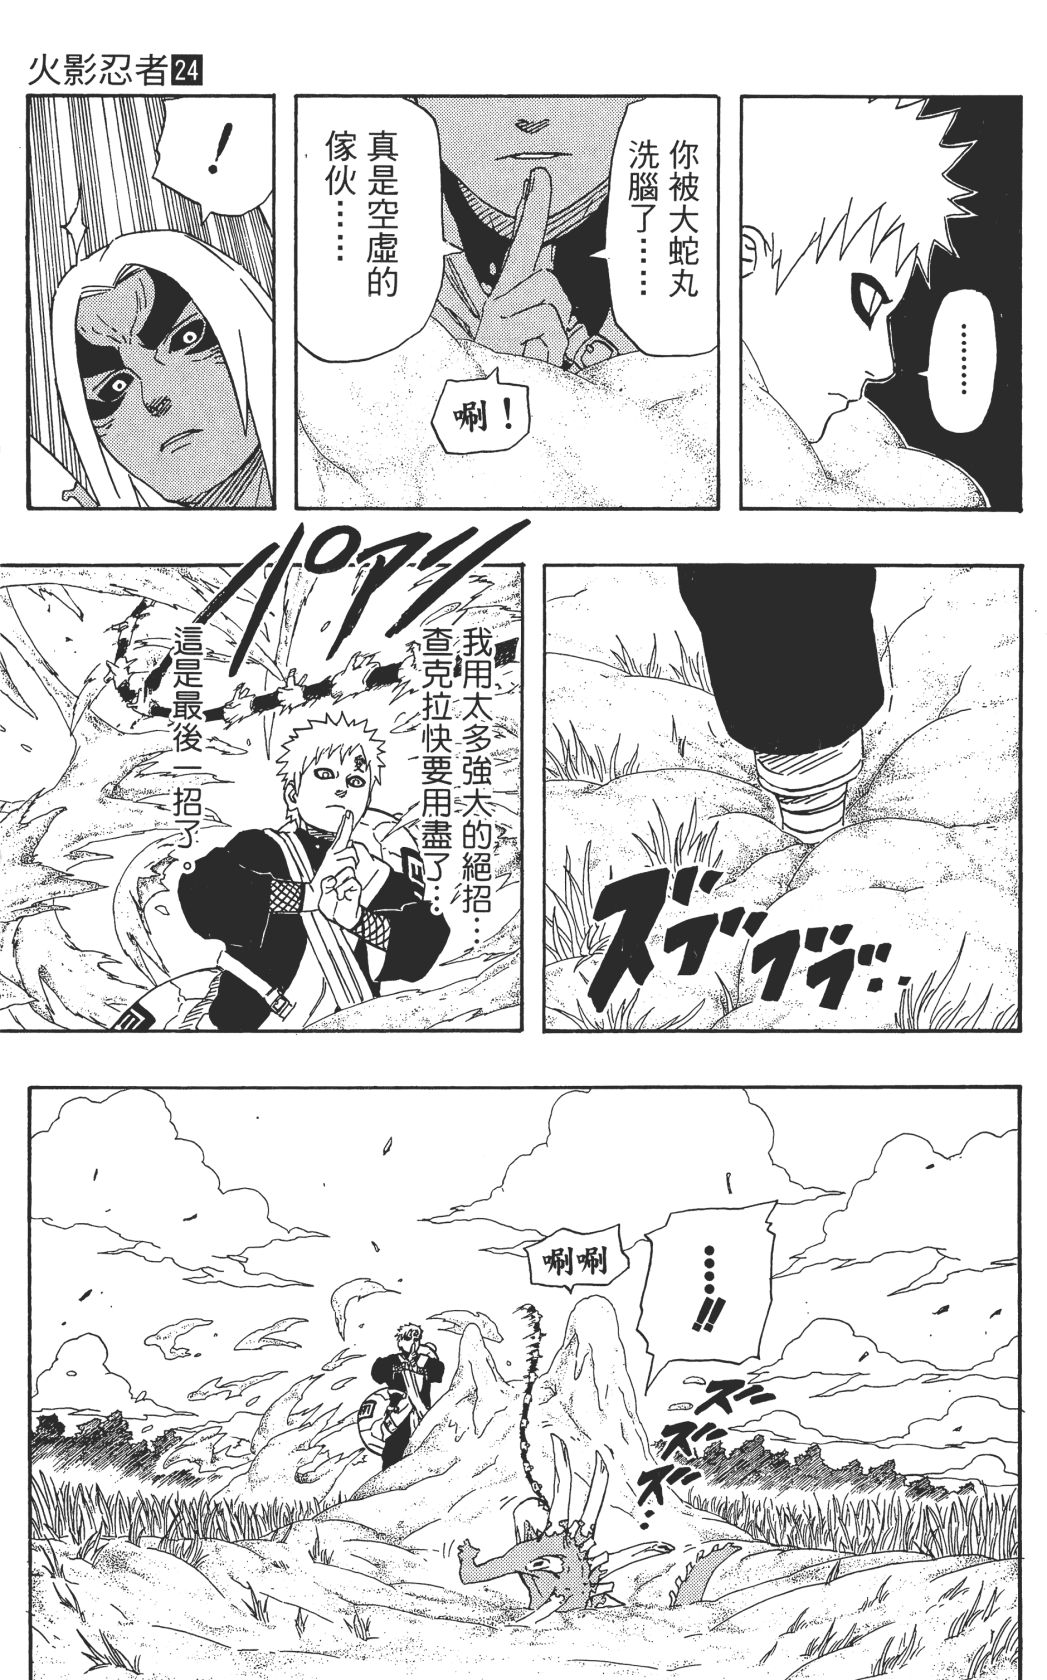 火影忍者24
………
你被大蛇丸
洗腦了……
真是空虛的
傢伙……
唰！
！
ズブブブ…
パアン
我用太多強大的絕招…
查克拉快要用盡了…
這是最後一招了。
……!!
唰唰
ズズズ…